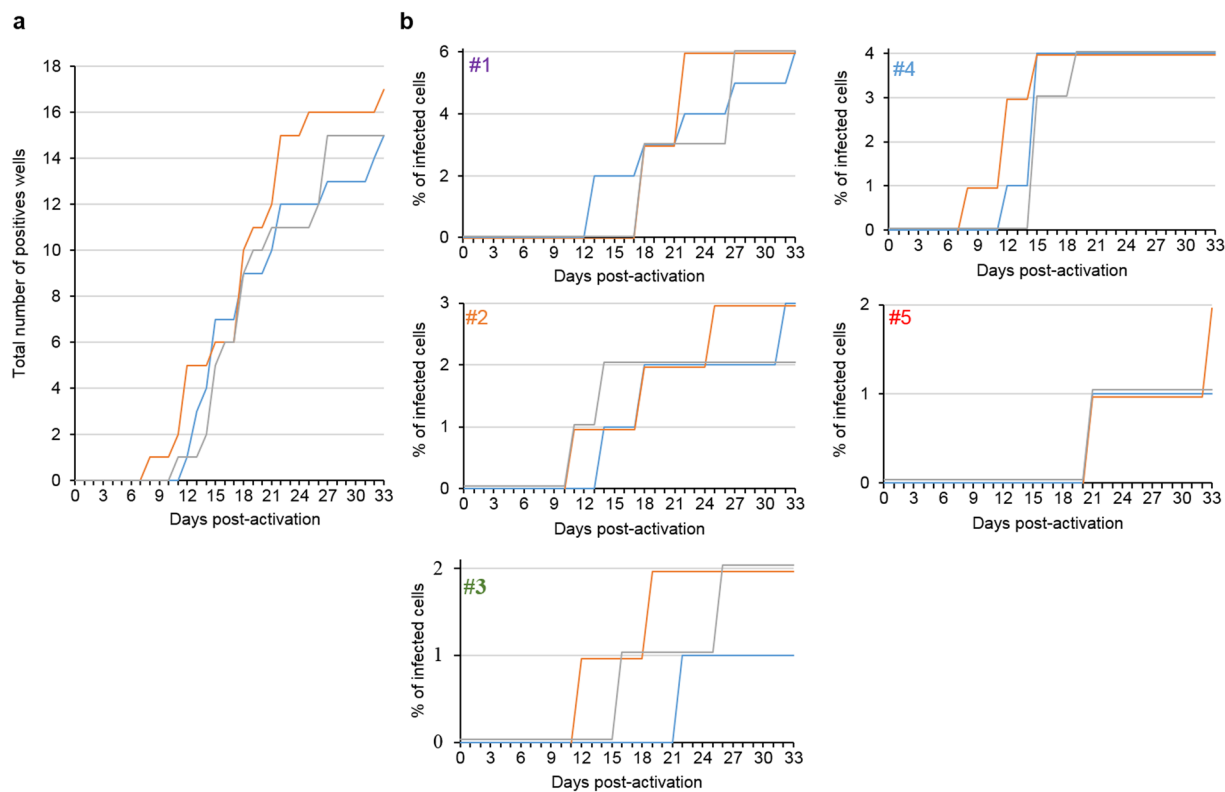 a
b
Total number of positives wells
18
16
14
12
10
8
6
4
2
0
0 3 6 9 12 15 18 21 24 27 30 33
Days post-activation
#1
% of infected cells
6
4
2
0
0 3 6 9 12 15 18 21 24 27 30 33
Days post-activation
#4
% of infected cells
4
3
2
1
0
0 3 6 9 12 15 18 21 24 27 30 33
Days post-activation
#2
% of infected cells
3
2
1
0
0 3 6 9 12 15 18 21 24 27 30 33
Days post-activation
#5
% of infected cells
2
1
0
0 3 6 9 12 15 18 21 24 27 30 33
Days post-activation
#3
% of infected cells
2
1
0
0 3 6 9 12 15 18 21 24 27 30 33
Days post-activation